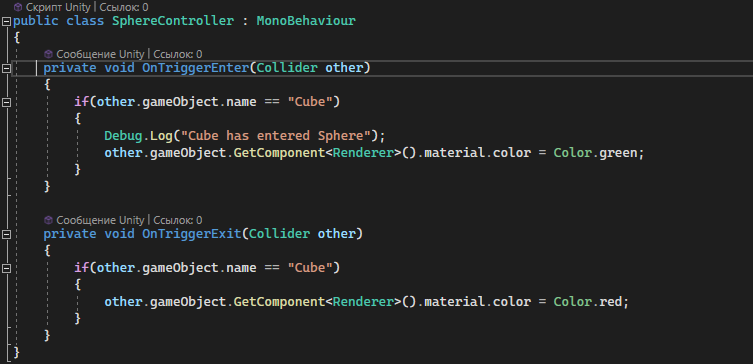 Скрипт Unity | Ссылок: 0
public class SphereController : MonoBehaviour
{
Сообщение Unity | Ссылок: 0
private void OnTriggerEnter(Collider other)
{
if(other.gameObject.name == "Cube")
{
Debug.Log("Cube has entered Sphere");
other.gameObject.GetComponent<Renderer>().material.color = Color.green;
}
}
Сообщение Unity | Ссылок: 0
private void OnTriggerExit(Collider other)
{
if(other.gameObject.name == "Cube")
{
other.gameObject.GetComponent<Renderer>().material.color = Color.red;
}
}
}